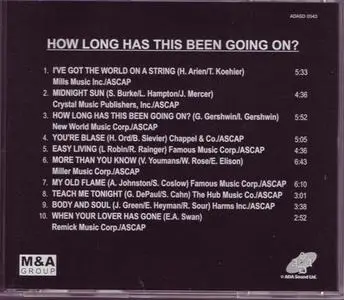 ADASD 0543
HOW LONG HAS THIS BEEN GOING ON?
1. I'VE GOT THE WORLD ON A STRING (H. Arlen/T. Koehler)
Mills Music Inc./ASCAP 5:33
2. MIDNIGHT SUN (S. Burke/L. Hampton/J. Mercer)
Crystal Music Publishers, Inc./ASCAP 4:36
3. HOW LONG HAS THIS BEEN GOING ON? (G. Gershwin/I. Gershwin)
New World Music Corp./ASCAP 5:52
4. YOU'RE BLASE (H. Ord/B. Sievier) Chappel & Co./ASCAP 5:05
5. EASY LIVING (l Robin/R. Rainger) Famous Music Corp./ASCAP 4:31
6. MORE THAN YOU KNOW (V. Youmans/W. Rose/E. Elison)
Miller Music Corp./ASCAP 6:43
7. MY OLD FLAME (A. Johnston/S. Coslow) Famous Music Corp./ASCAP 6:10
8. TEACH ME TONIGHT (G. DePaul/S. Cahn) The Hub Music Co./ASCAP 3:01
9. BODY AND SOUL (J. Green/E. Heyman/R. Sour) Harms Inc./ASCAP 3:38
10. WHEN YOUR LOVER HAS GONE (E.A. Swan)
Remick Music Corp./ASCAP 2:52
M&A
GROUP
℗ ADA Sound Ltd.